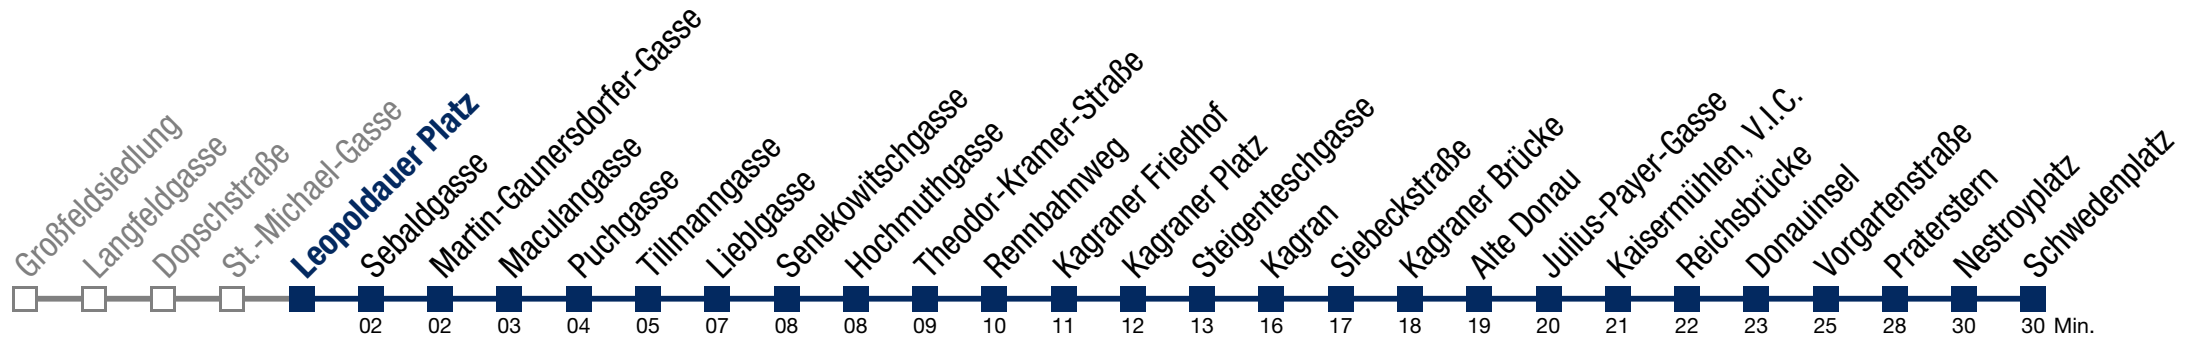 Großfeldsiedlung
Langfeldgasse
Dopschstraße
St.-Michael-Gasse
Leopoldauer Platz
Sebaldgasse
Martin-Gaunersdorfer-Gasse
Maculangasse
Puchgasse
Tillmanngasse
Lieblgasse
Senekowitschgasse
Hochmuthgasse
Theodor-Kramer-Straße
Rennbahnweg
Kagraner Friedhof
Kagraner Platz
Steigenteschgasse
Kagran
Siebeckstraße
Kagraner Brücke
Alte Donau
Julius-Payer-Gasse
Kaisermühlen, V.I.C.
Reichsbrücke
Donauinsel
Vorgartenstraße
Praterstern
Nestroyplatz
Schwedenplatz
02 02 03 04 05 07 08 08 09 10 11 12 13 16 17 18 19 20 21 22 23 25 28 30 30 Min.